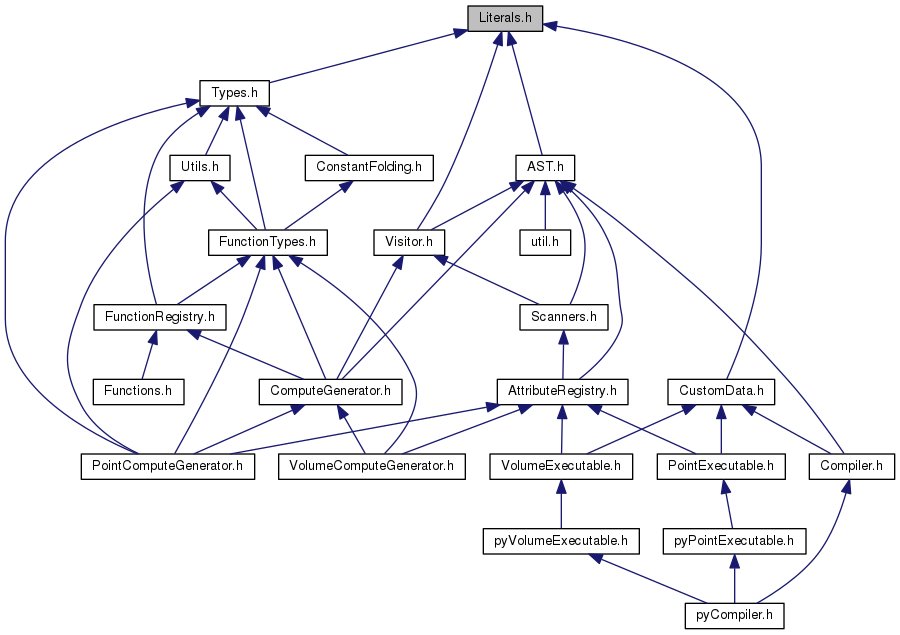 Literals.h
Types.h
Utils.h
ConstantFolding.h
AST.h
FunctionTypes.h
Visitor.h
util.h
FunctionRegistry.h
Scanners.h
Functions.h
ComputeGenerator.h
AttributeRegistry.h
CustomData.h
PointComputeGenerator.h
VolumeComputeGenerator.h
VolumeExecutable.h
PointExecutable.h
Compiler.h
pyVolumeExecutable.h
pyPointExecutable.h
pyCompiler.h